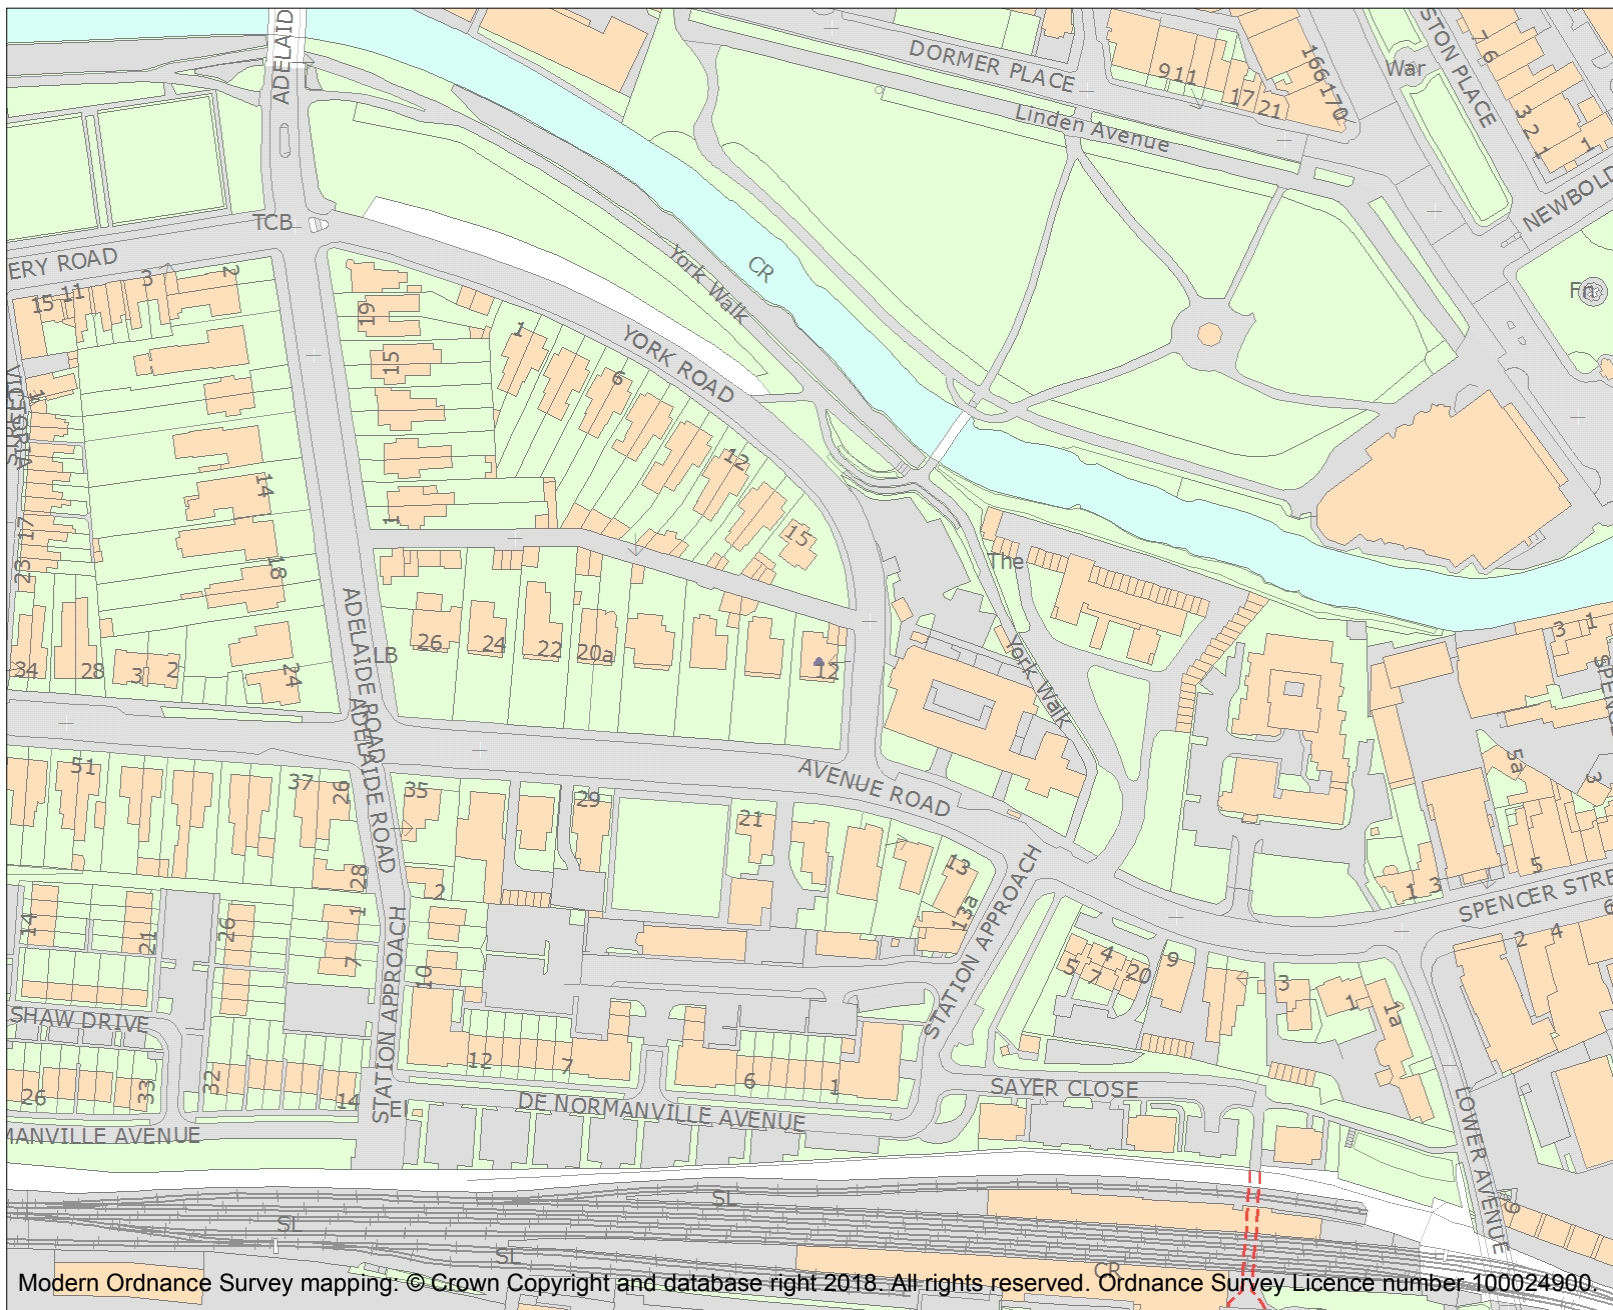 ADELAID
DORMER PLACE
9 11
17 21
166 170
War
STON PLACE
7 6
3 2 1
1
Linden Avenue
NEWBOLD
TCB
ERY ROAD
3
2
15 11
Fn
CR
York Walk
YORK ROAD
19
15
1
6
12
15
14
18
24
1
17
23
34
28
3
2
ADELAIDE ROAD
LB
26
24
22
20a
12
The
York Walk
3 1
SPEN
5a
3
5
1 3
SPENCER STRE
6
2 4
51
37
26
35
29
21
AVENUE ROAD
ADELAIDE ROAD
28
2
13
13a
STATION APPROACH
14
21
26
1
7
10
STATION APPROACH
5
4
7
20
9
3
1
1a
SHAW DRIVE
12
7
6
1
26
33
32
14
El
DE NORMANVILLE AVENUE
SAYER CLOSE
MANVILLE AVENUE
LOWER AVENUE
SL
SL
SL
CR
Modern Ordnance Survey mapping: © Crown Copyright and database right 2018. All rights reserved. Ordnance Survey Licence number 100024900.